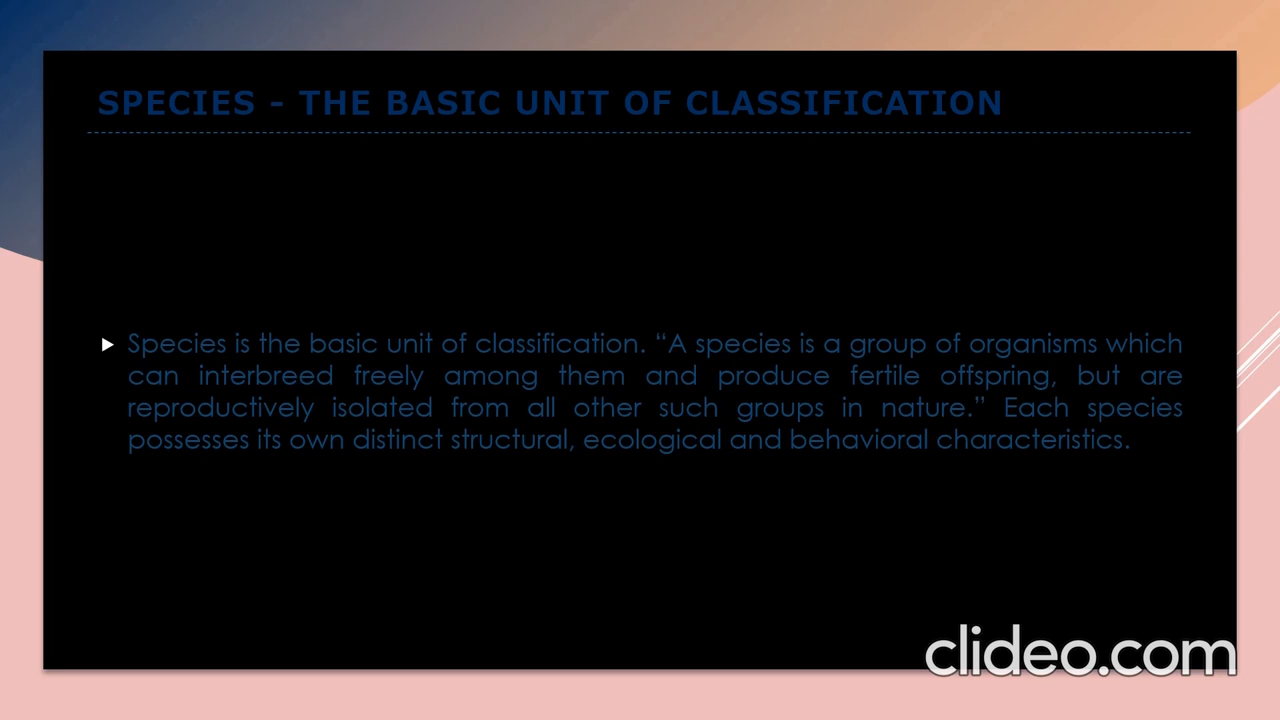 SPECIES - THE BASIC UNIT OF CLASSIFICATION
Species is the basic unit of classification. “A species is a group of organisms which
can interbreed freely among them and produce fertile offspring, but are
reproductively isolated from all other such groups in nature.” Each species
possesses its own distinct structural, ecological and behavioral characteristics.
clideo.com